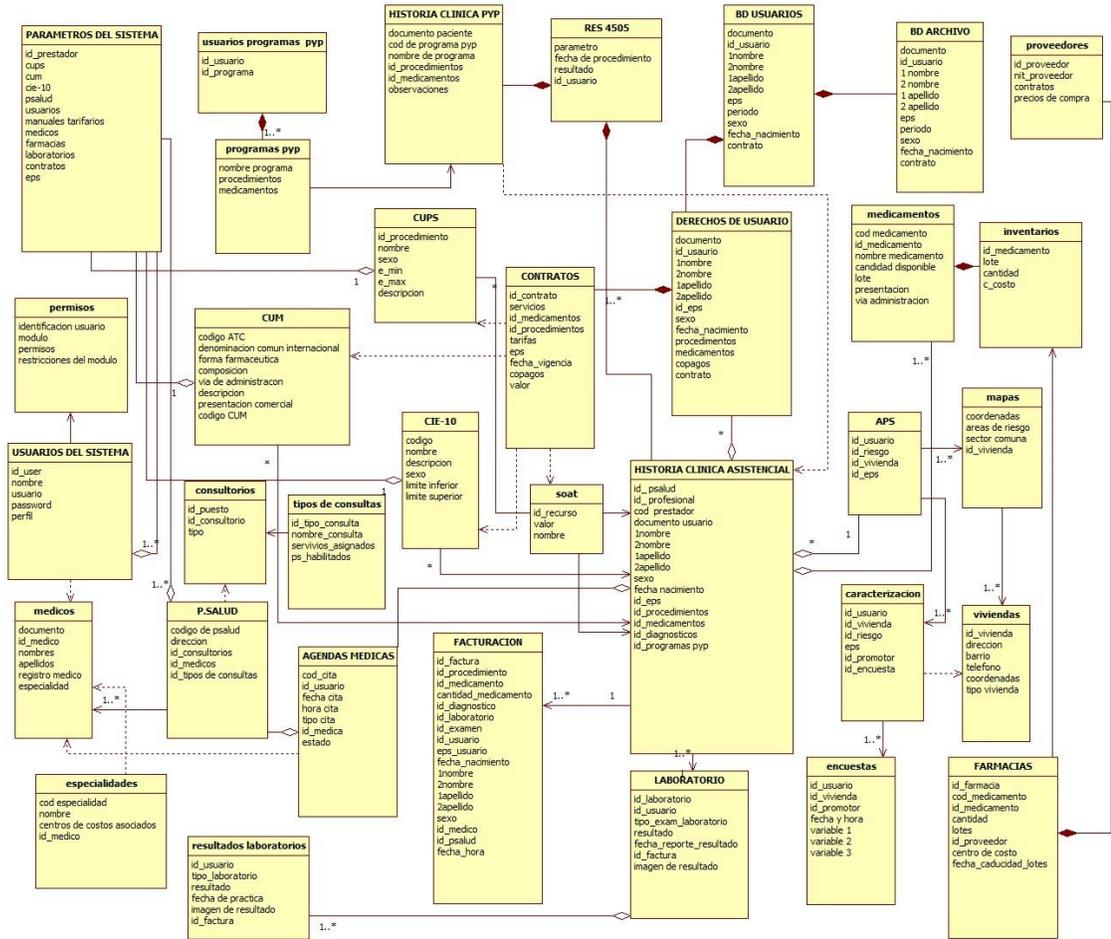 PARAMETROS DEL SISTEMA
id_prestador
cups
cum
cie-10
psalud
usuarios
manuales tarifarios
medicos
farmacias
laboratorios
contratos
eps
usuarios programas pyp
id_usuario
id_programa
1..*
programas pyp
nombre programa
procedimientos
medicamentos
HISTORIA CLINICA PYP
documento paciente
cod de programa pyp
nombre de programa
id_procedimientos
id_medicamentos
observaciones
RES 4505
parametro
fecha de procedimiento
resultado
id_usuario
BD USUARIOS
documento
id_usuario
1nombre
2nombre
1apellido
2apellido
eps
periodo
sexo
fecha_nacimiento
contrato
BD ARCHIVO
documento
id_usuario
1 nombre
2 nombre
1 apellido
2 apellido
eps
periodo
sexo
fecha_nacimiento
contrato
proveedores
id_proveedor
nit_proveedor
contratos
precios de compra
CUPS
id_procedimiento
nombre
sexo
e_min
e_max
descripcion
1
*
CONTRATOS
id_contrato
servicios
id_medicamentos
id_procedimientos
tarifas
eps
fecha_vigencia
copagos
valor
1..*
DERECHOS DE USUARIO
documento
id_usaurio
1nombre
2nombre
1apellido
2apellido
id_eps
sexo
fecha_nacimiento
procedimientos
medicamentos
copagos
contrato
*
medicamentos
cod medicamento
id_medicamento
nombre medicamento
candidad disponible
lote
presentacion
via administracion
1..*
inventarios
id_medicamento
lote
cantidad
c_costo
permisos
identificacion usuario
modulo
permisos
restricciones del modulo
CUM
codigo ATC
denominacion comun internacional
forma farmaceutica
composicion
via de administracon
descripcion
presentacion comercial
codigo CUM
1
*
CIE-10
codigo
nombre
descripcion
sexo
limite inferior
limite superior
1
*
mapas
coordenadas
areas de riesgo
sector comuna
id_vivienda
APS
id_usuario
id_riesgo
id_vivienda
id_eps
1..*
1
*
USUARIOS DEL SISTEMA
id_user
nombre
usuario
password
perfil
1..*
consultorios
id_puesto
id_consultorio
tipo
tipos de consultas
id_tipo_consulta
nombre_consulta
servivios_asignados
ps_habilitados
soat
id_recurso
valor
nombre
HISTORIA CLINICA ASISTENCIAL
id_ psalud
id_ profesional
cod prestador
documento usuario
1nombre
2nombre
1apellido
2apellido
sexo
fecha nacimiento
id_eps
id_procedimientos
id_medicamentos
id_diagnosticos
id_programas pyp
medicos
documento
id_medico
nombres
apellidos
registro medico
especialidad
1..*
P.SALUD
codigo de psalud
direccion
id_consultorios
id_medicos
id_tipos de consultas
1..*
AGENDAS MEDICAS
cod_cita
id_usuario
fecha cita
hora cita
tipo cita
id_medica
estado
FACTURACION
id_factura
id_procedimiento
id_medicamento
cantidad_medicamento
id_diagnostico
id_laboratorio
id_examen
id_usuario
eps_usuario
fecha_nacimiento
1nombre
2nombre
1apellido
2apellido
sexo
id_medico
id_psalud
fecha_hora
1..*
1
caracterizacion
id_usuario
id_vivienda
id_riesgo
eps
id_promotor
id_encuesta
1..*
1..*
viviendas
id_vivienda
direccion
barrio
telefono
coordenadas
tipo vivienda
1..*
especialidades
cod especialidad
nombre
centros de costos asociados
id_medico
resultados laboratorios
id_usuario
tipo_laboratorio
resultado
fecha de practica
imagen de resultado
id_factura
1..*
LABORATORIO
id_laboratorio
id_usuario
tipo_exam_laboratorio
resultado
fecha_reporte_resultado
id_factura
imagen de resultado
1..*
encuestas
id_usuario
id_vivienda
id_promotor
fecha y hora
variable 1
variable 2
variable 3
FARMACIAS
id_farmacia
cod_medicamento
id_medicamento
cantidad
lotes
id_proveedor
centro de costo
fecha_caducidad_lotes